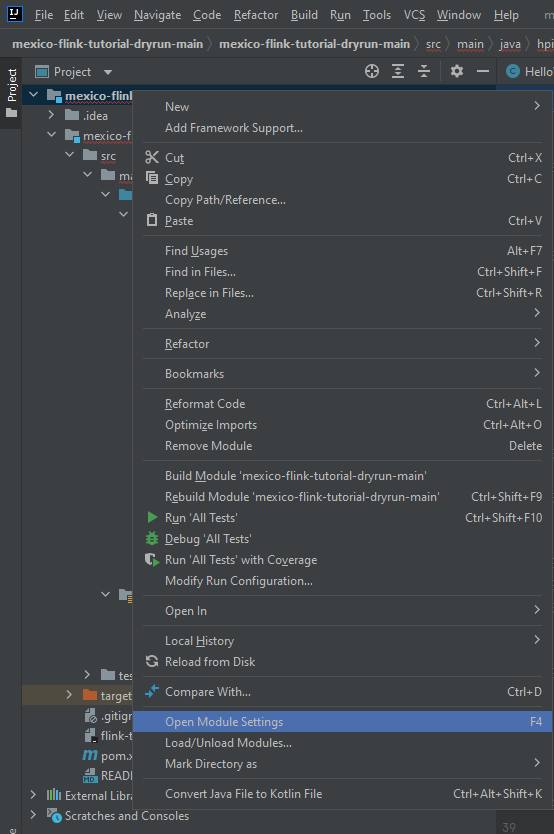 IJ File Edit View Navigate Code Refactor Build Run Tools VCS Window Help m
mexico-flink-tutorial-dryrun-main mexico-flink-tutorial-dryrun-main src main java hpi
Project
Project
Hello
mexico-flink
New
.idea
Add Framework Support...
mexico-f
src
Cut Ctrl+X
ma
Copy Ctrl+C
Copy Path/Reference...
Paste Ctrl+V
Find Usages Alt+F7
Find in Files... Ctrl+Shift+F
Replace in Files... Ctrl+Shift+R
Analyze
Refactor
Bookmarks
Reformat Code Ctrl+Alt+L
Optimize Imports Ctrl+Alt+O
Remove Module Delete
Build Module 'mexico-flink-tutorial-dryrun-main'
Rebuild Module 'mexico-flink-tutorial-dryrun-main' Ctrl+Shift+F9
Run 'All Tests' Ctrl+Shift+F10
Debug 'All Tests'
Run 'All Tests' with Coverage
Modify Run Configuration...
Open In
Local History
Reload from Disk
tes
Compare With... Ctrl+D
target
.gitign
Open Module Settings F4
flink-t
Load/Unload Modules...
pom.x
Mark Directory as
READ
External Libra
Convert Java File to Kotlin File Ctrl+Alt+Shift+K
Scratches and Consoles
39